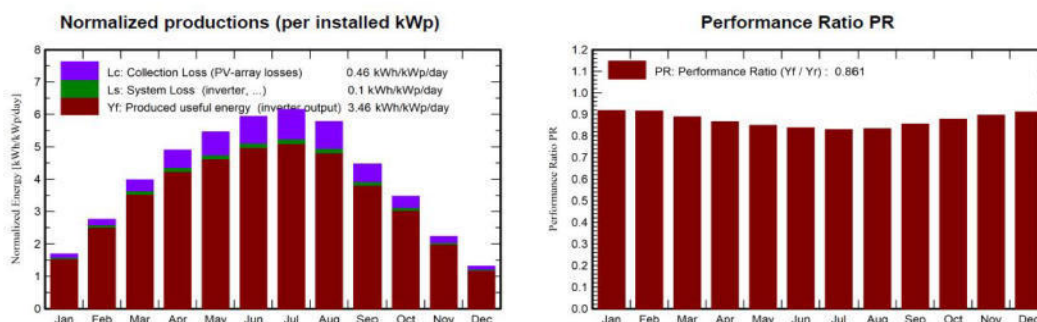 Normalized productions (per installed kWp)
8
7
6
5
4
3
2
1
0
Normalized Energy [kWh/kWp/day]
Lc: Collection Loss (PV-array losses) 0.46 kWh/kWp/day
Ls: System Loss (inverter, ...) 0.1 kWh/kWp/day
Yf: Produced useful energy (inverter output) 3.46 kWh/kWp/day
Jan Feb Mar Apr May Jun Jul Aug Sep Oct Nov Dec
Performance Ratio PR
1.2
1.1
1.0
0.9
0.8
0.7
0.6
0.5
0.4
0.3
0.2
0.1
0.0
Performance Ratio PR
PR: Performance Ratio (Yf / Yr) : 0.861
Jan Feb Mar Apr May Jun Jul Aug Sep Oct Nov Dec